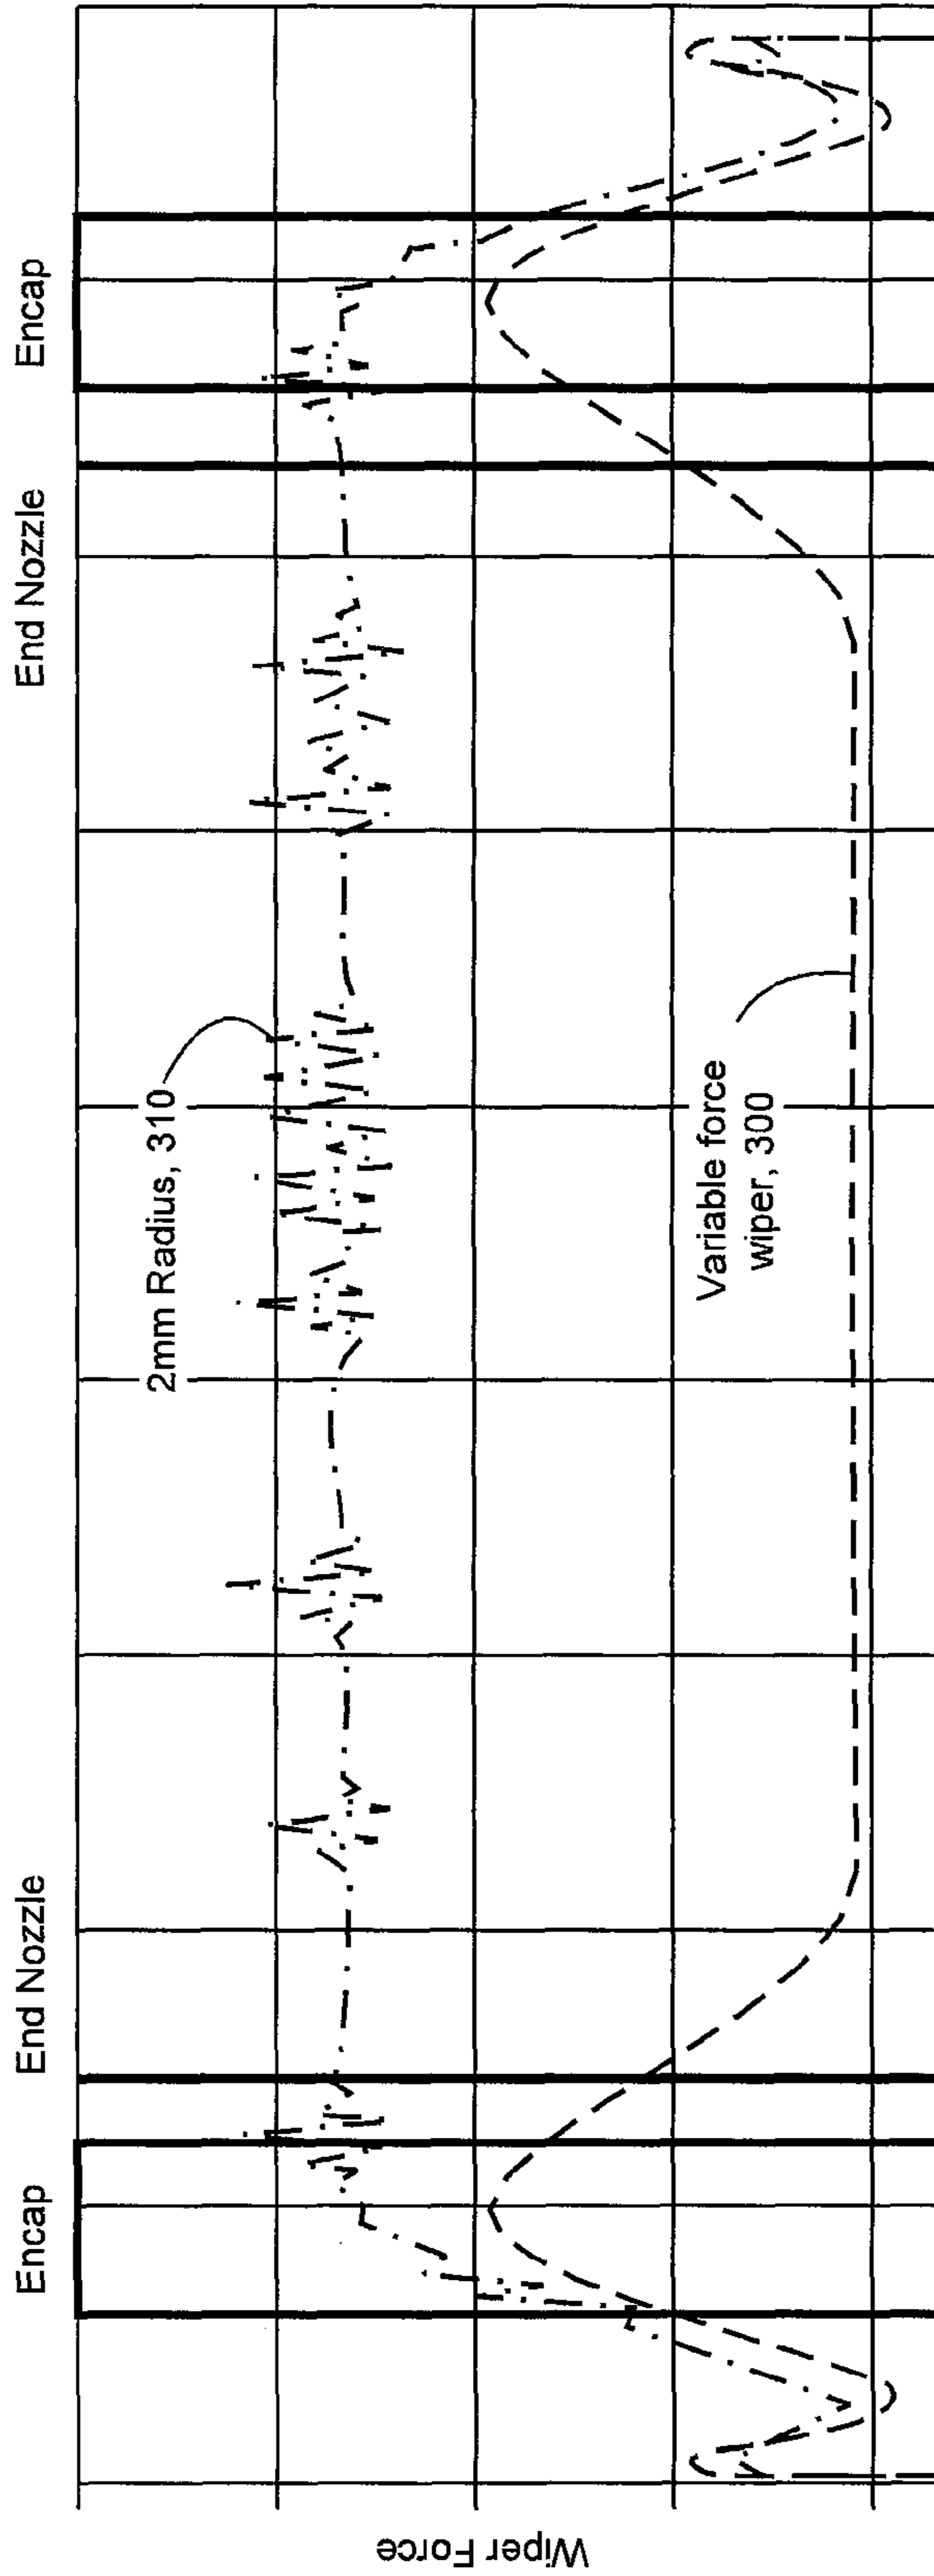 Encap
End Nozzle
End Nozzle
Encap
2mm Radius, 310
Variable force
wiper, 300
Wiper Force